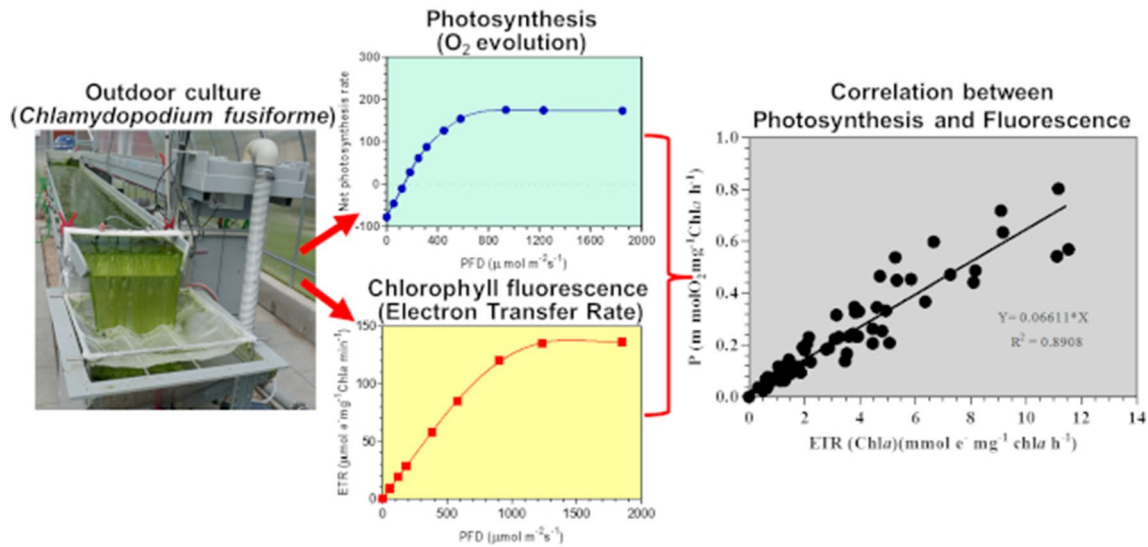 Outdoor culture
(Chlamydopodium fusiforme)
Photosynthesis
(O₂ evolution)
Net photosynthesis rate
300
200
100
0
-100
0
400
800
1200
1600
2000
PFD (μ mol m⁻²s⁻¹)
Chlorophyll fluorescence
(Electron Transfer Rate)
ETR (μmol e⁻mg⁻¹Chla min⁻¹)
150
100
50
0
0
500
1000
1500
2000
PFD (μmol m⁻²s⁻¹)
Correlation between
Photosynthesis and Fluorescence
P (m molO₂mg⁻¹Chla h⁻¹)
1.0
0.8
0.6
0.4
0.2
0.0
Y= 0.06611*X
R² = 0.8908
0
2
4
6
8
10
12
14
ETR (Chla)(mmol e⁻ mg⁻¹ chla h⁻¹)